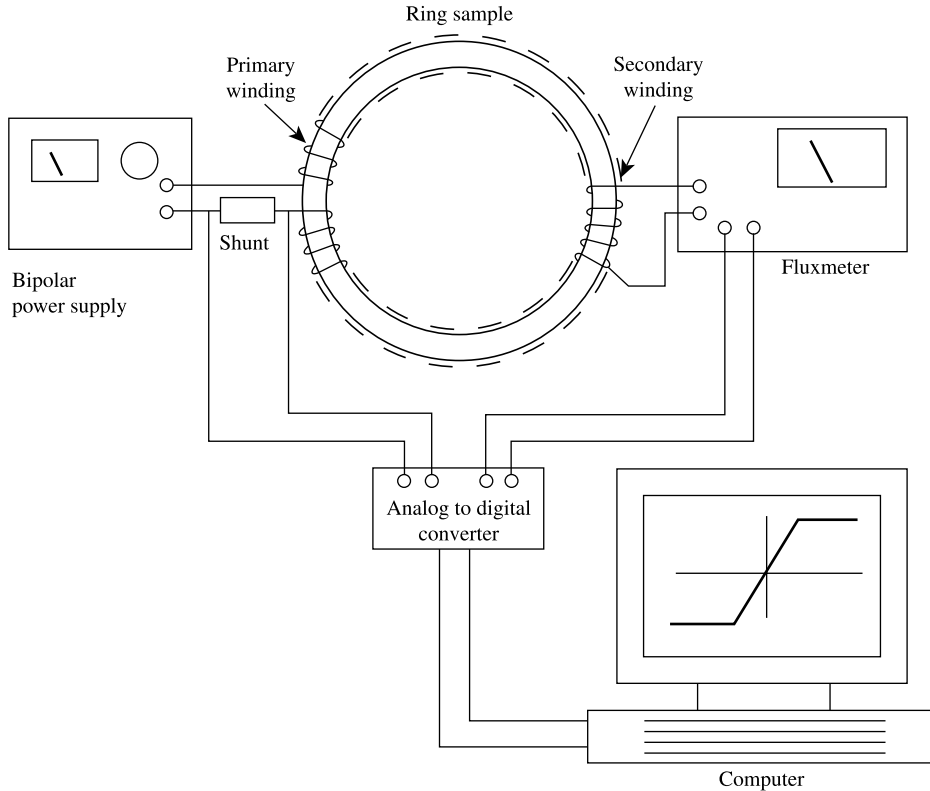 Ring sample
Primary
winding
Secondary
winding
Shunt
Bipolar
power supply
Fluxmeter
Analog to digital
converter
Computer